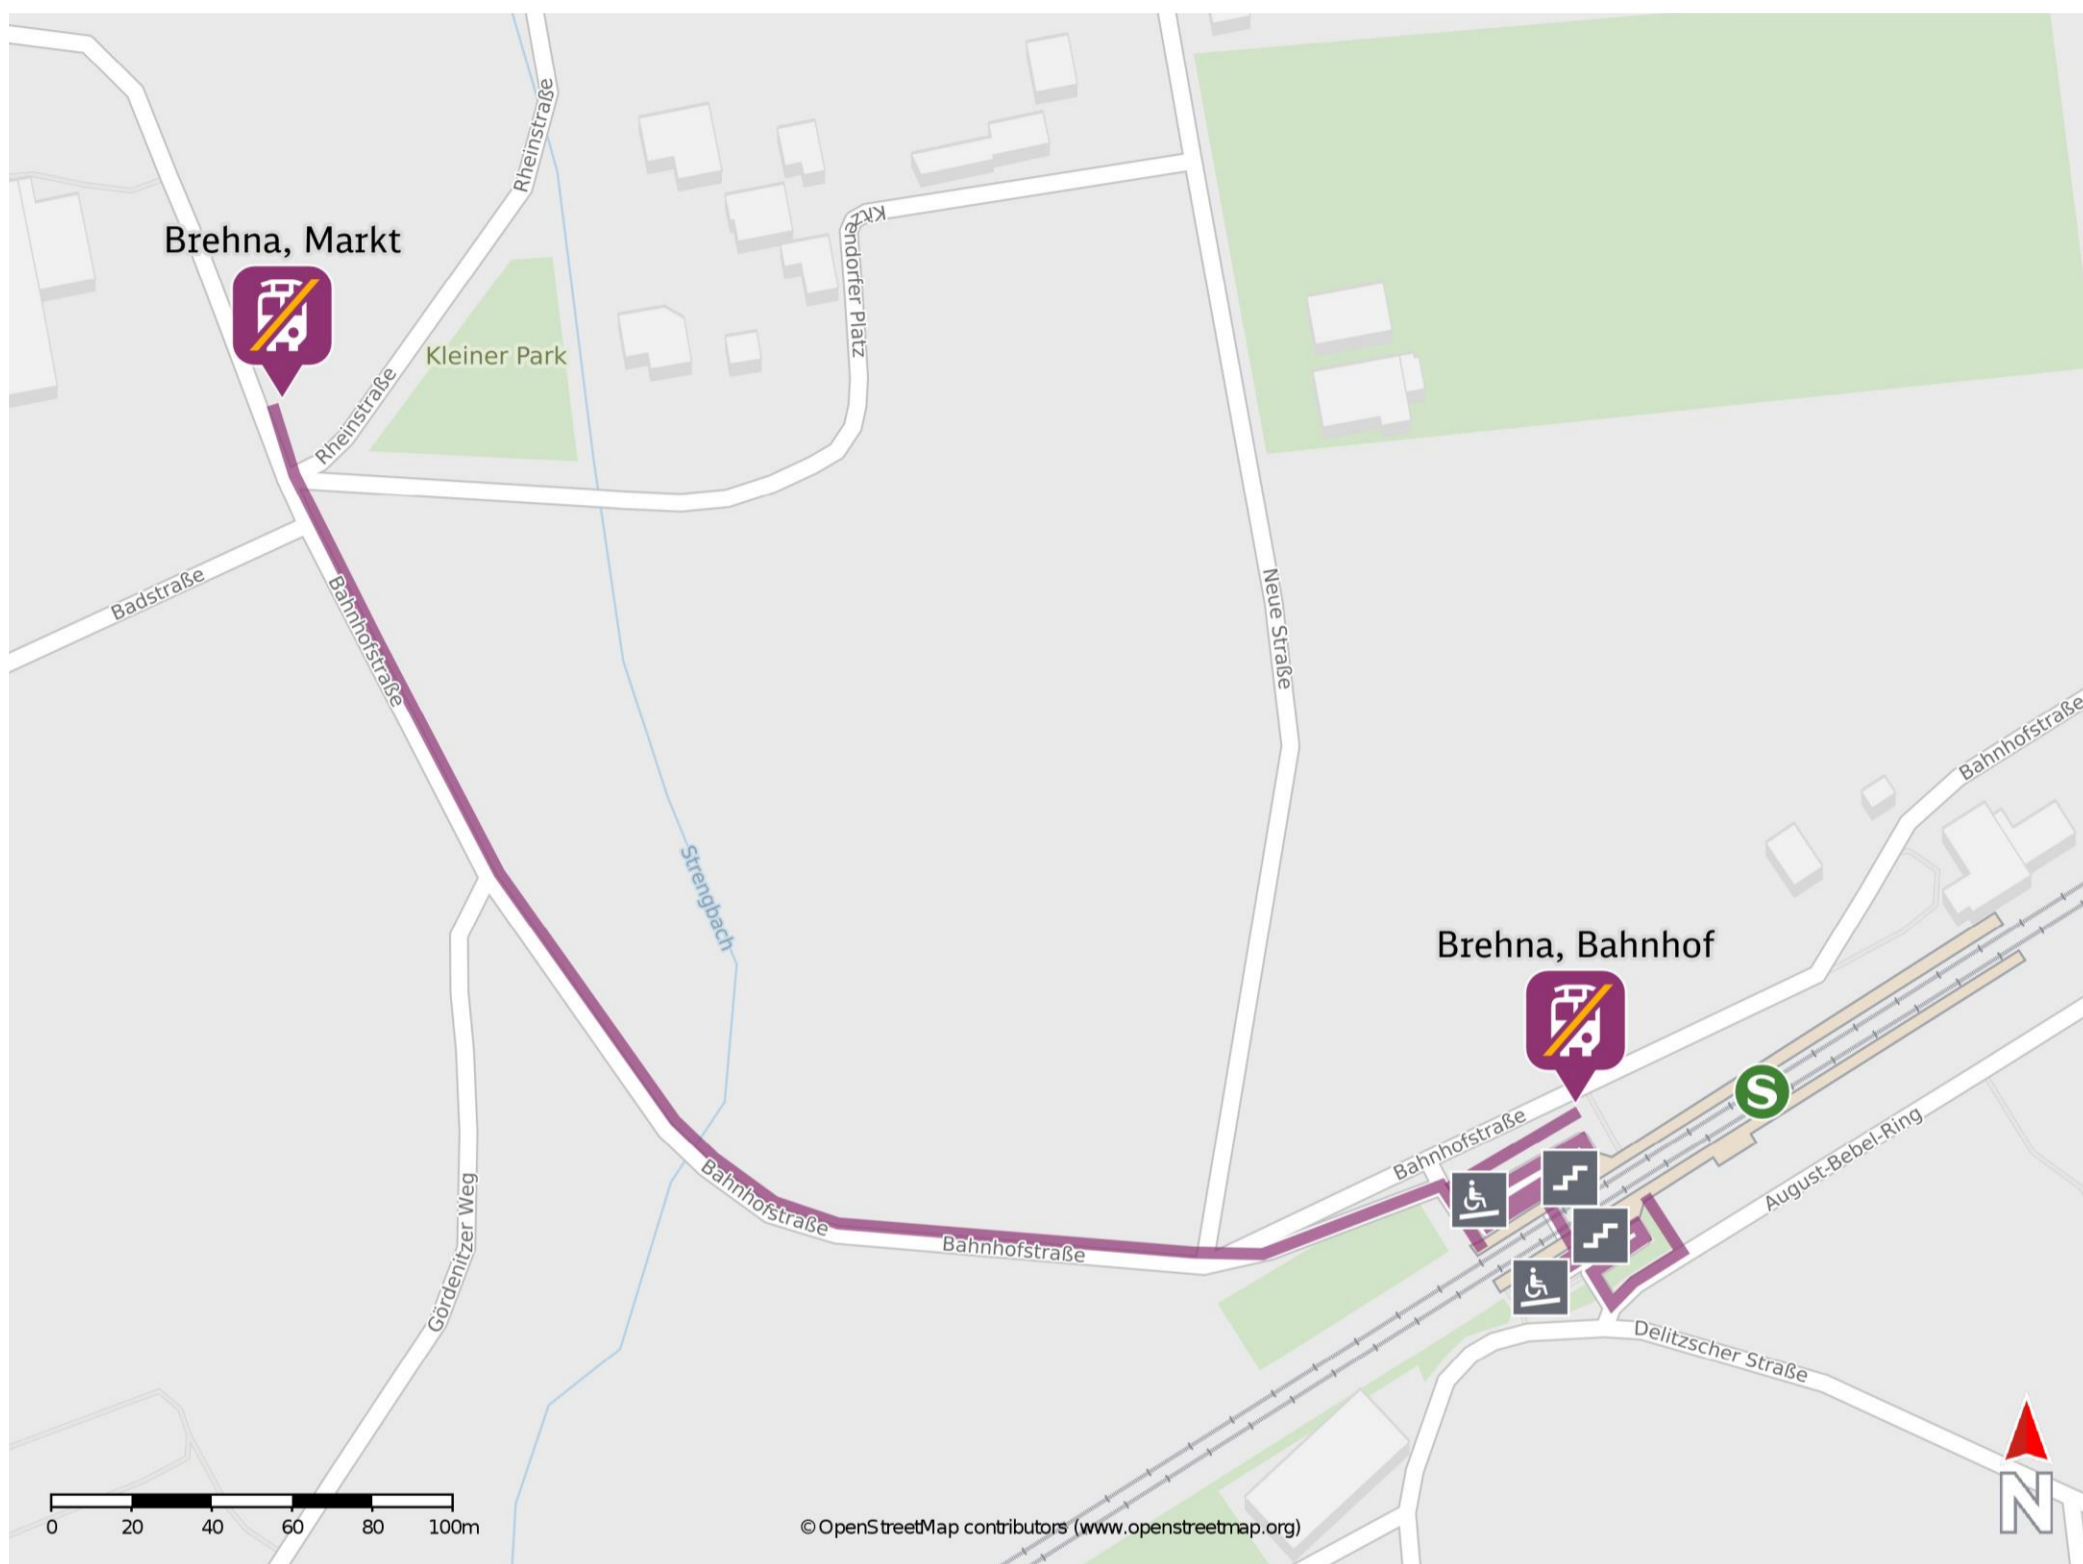 Rheinstraße
Kitzendorfer Platz
Brehna, Markt
Kleiner Park
Rheinstraße
Badstraße
Bahnhofstraße
Neue Straße
Bahnhofstraße
Strengbach
Brehna, Bahnhof
S
Bahnhofstraße
August-Bebel-Ring
Bahnhofstraße
Bahnhofstraße
Gördenitzer Weg
Delitzscher Straße
N
0 20 40 60 80 100m
© OpenStreetMap contributors (www.openstreetmap.org)